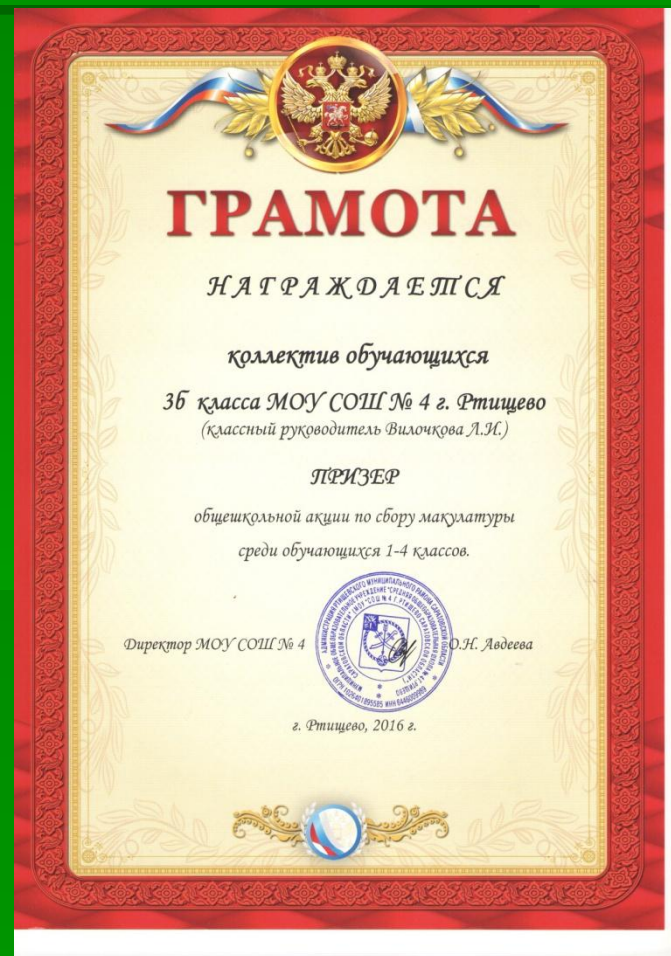 ГРАМОТА
НАГРАЖДАЕТСЯ
коллектив обучающихся
3б класса МОУ СОШ № 4 г. Ртищево
(классный руководитель Вилочкова Л.И.)
ПРИЗЕР
общешкольной акции по сбору макулатуры
среди обучающихся 1-4 классов.
Директор МОУ СОШ № 4 О.Н. Авдеева
г. Ртищево, 2016 г.